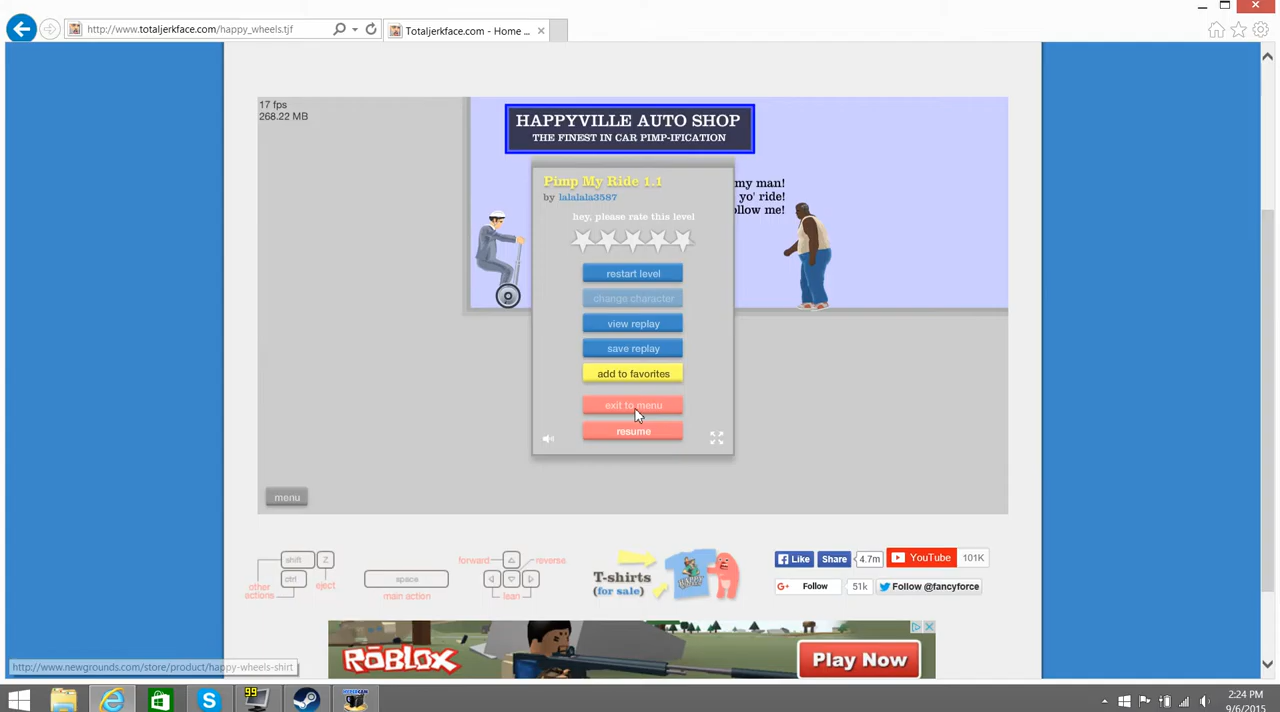 http://www.totaljerkface.com/happy_wheels.tjf
Totaljerkface.com - Home ...
17 fps
268.22 MB
HAPPYVILLE AUTO SHOP
THE FINEST IN CAR PIMP-IFICATION
Pimp My Ride 1.1
by lalalala3587
my man!
yo' ride!
ollow me!
hey, please rate this level
restart level
change character
view replay
save replay
add to favorites
exit to menu
resume
menu
shift
Z
ctrl
other
actions
eject
space
main action
forward
reverse
lean
T-shirts
(for sale)
Like
Share
4.7m
YouTube
101K
G+ Follow
51k
Follow @fancyforce
ROBLOX
Play Now
http://www.newgrounds.com/store/product/happy-wheels-shirt
99
2:24 PM
9/6/2015